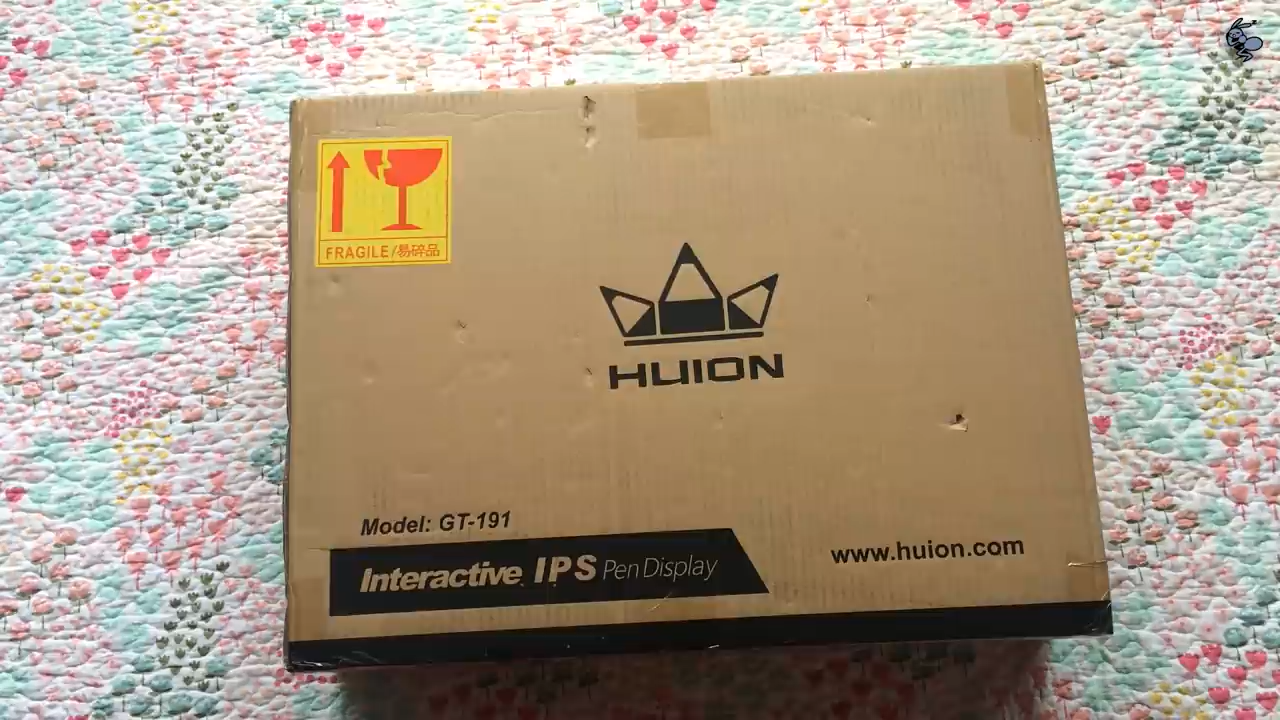 FRAGILE/易碎品
HUION
Model: GT-191
Interactive IPS Pen Display
www.huion.com